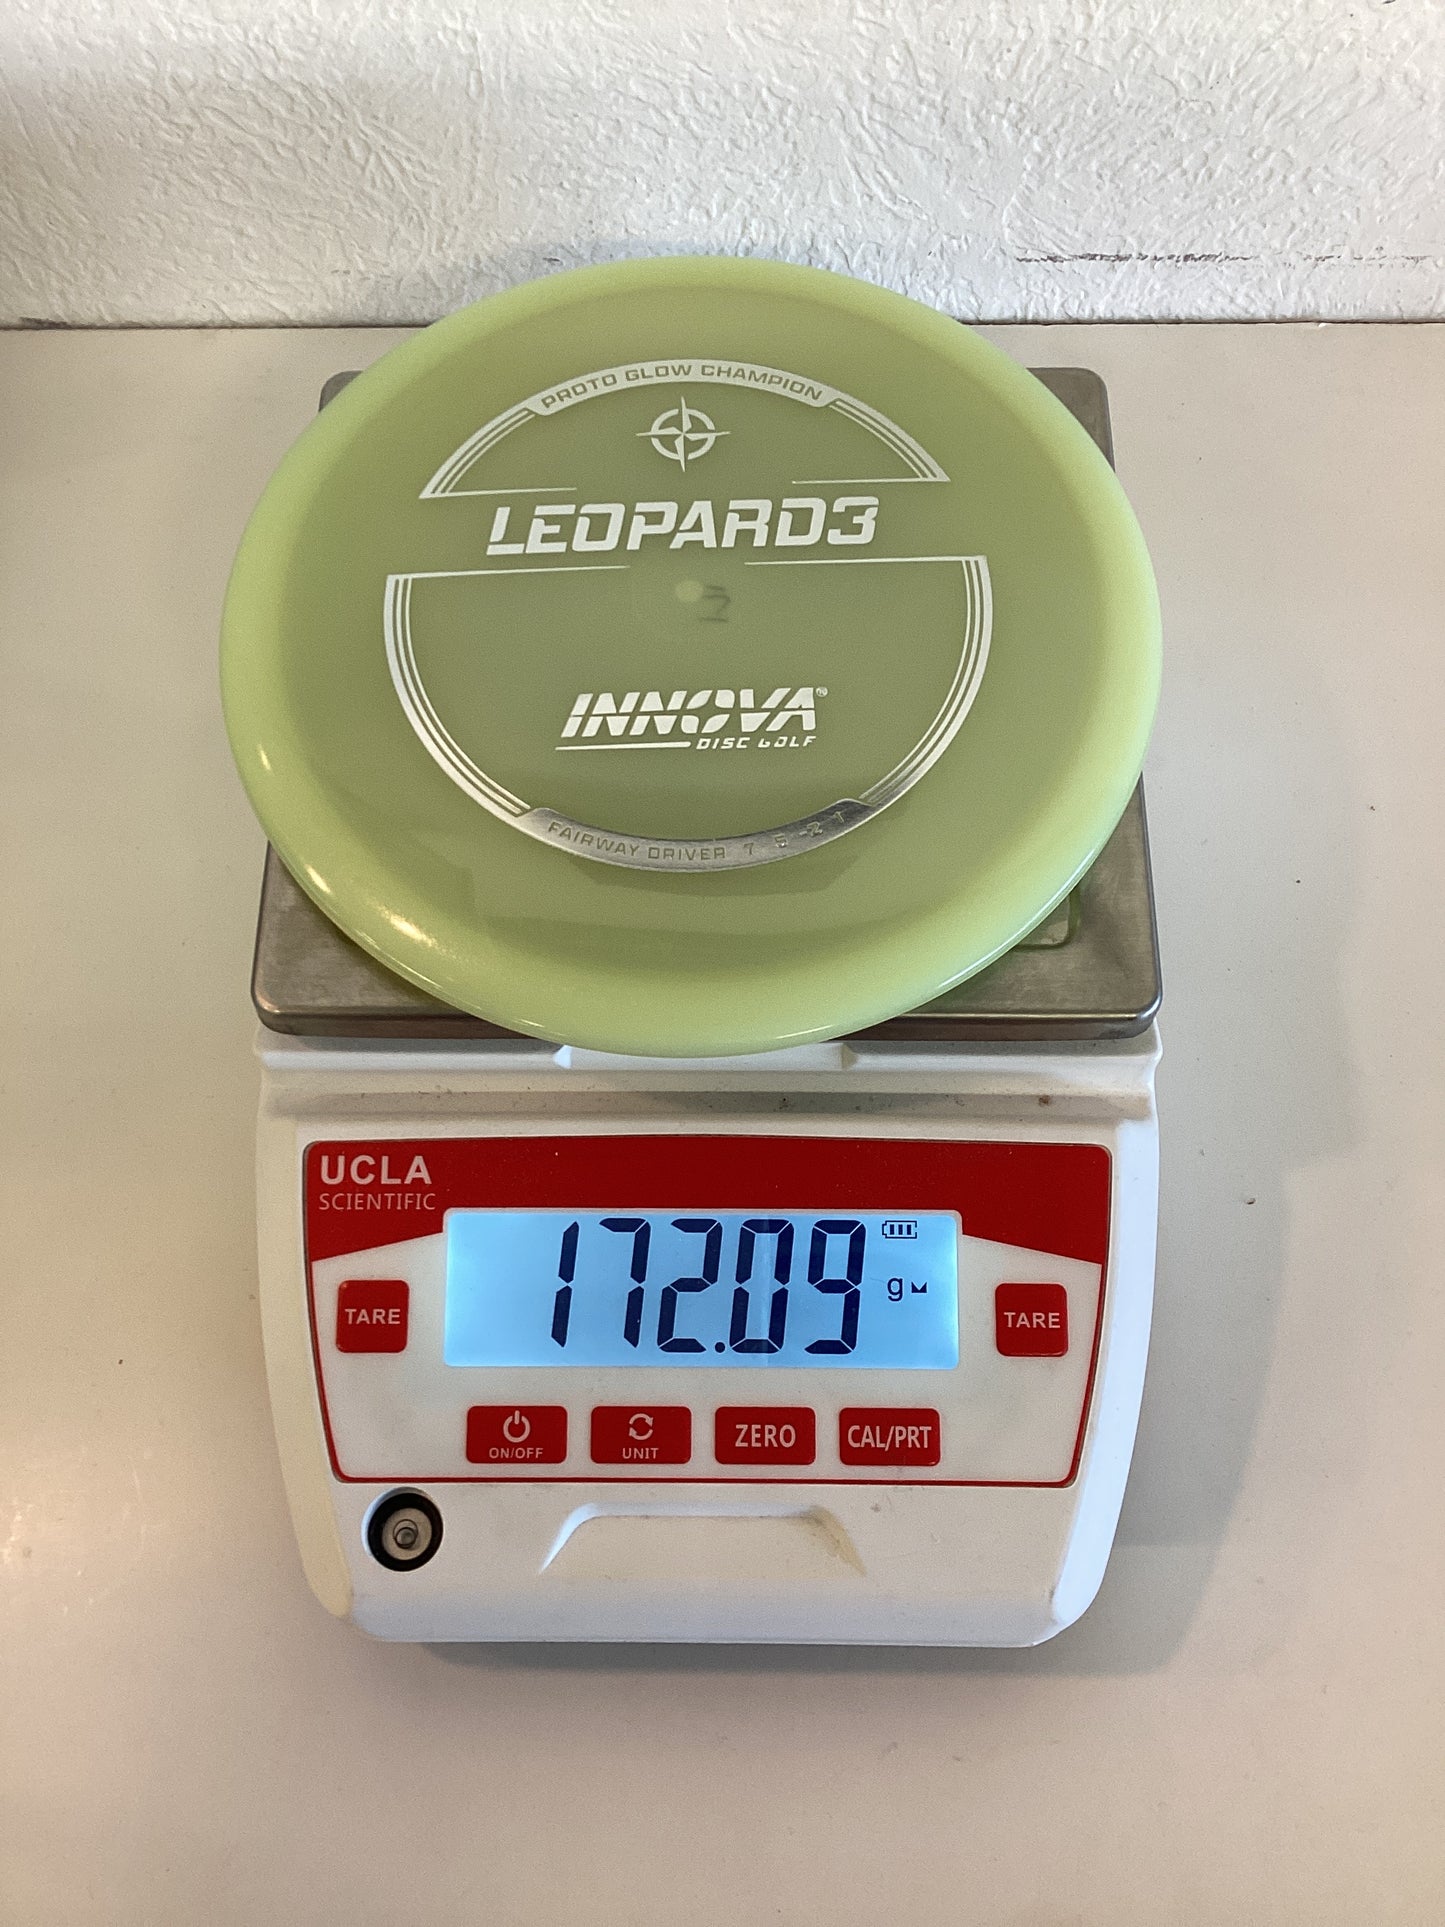 PROTO GLOW CHAMPION
LEOPARD3
INNOVA®
DISC GOLF
FAIRWAY DRIVER 7 5 -2 1
UCLA
SCIENTIFIC
172.09 g
TARE
TARE
ON/OFF
UNIT
ZERO
CAL/PRT